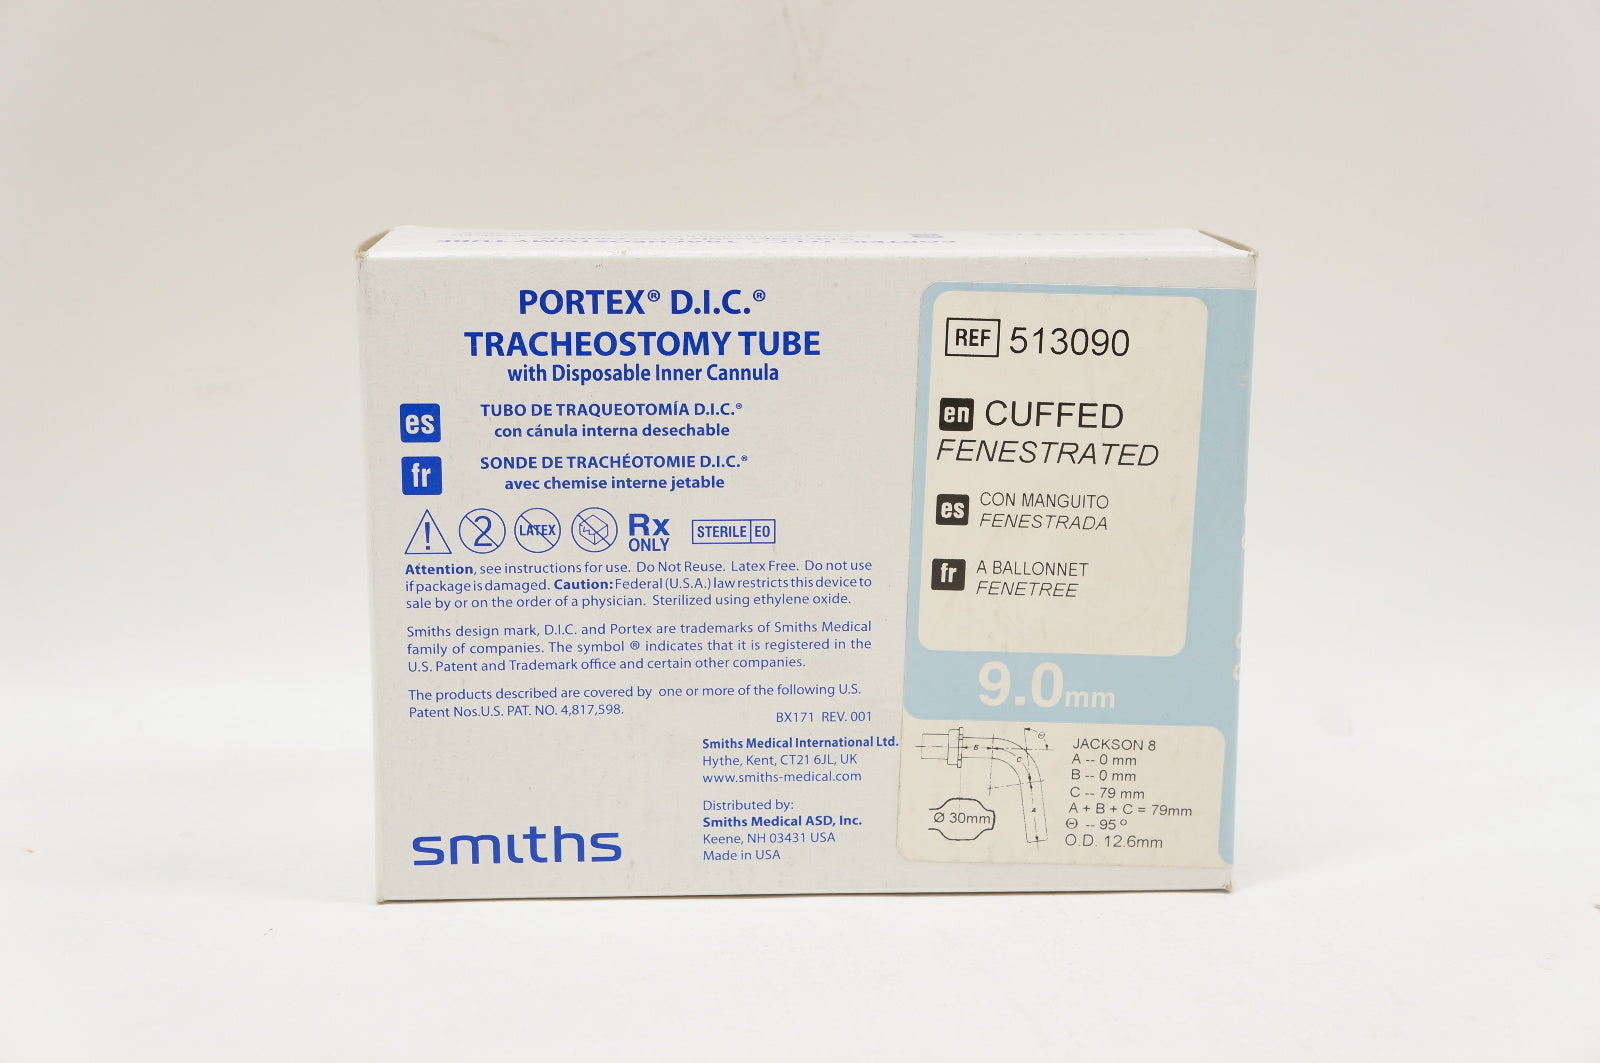 PORTEX® D.I.C.®
TRACHEOSTOMY TUBE
with Disposable Inner Cannula
es TUBO DE TRAQUEOTOMÍA D.I.C.®
con cánula interna desechable
fr SONDE DE TRACHÉOTOMIE D.I.C.®
avec chemise interne jetable
2 LATEX Rx ONLY STERILE EO
Attention, see instructions for use. Do Not Reuse. Latex Free. Do not use
if package is damaged. Caution: Federal (U.S.A.) law restricts this device to
sale by or on the order of a physician. Sterilized using ethylene oxide.
Smiths design mark, D.I.C. and Portex are trademarks of Smiths Medical
family of companies. The symbol ® indicates that it is registered in the
U.S. Patent and Trademark office and certain other companies.
The products described are covered by one or more of the following U.S.
Patent Nos.U.S. PAT. NO. 4,817,598.
BX171 REV. 001
Smiths Medical International Ltd.
Hythe, Kent, CT21 6JL, UK
www.smiths-medical.com
Distributed by:
Smiths Medical ASD, Inc.
Keene, NH 03431 USA
Made in USA
smiths
REF 513090
en CUFFED
FENESTRATED
es CON MANGUITO
FENESTRADA
fr A BALLONNET
FENETREE
9.0mm
B
Θ
C
A
Ø 30mm
JACKSON 8
A -- 0 mm
B -- 0 mm
C -- 79 mm
A + B + C = 79mm
Θ -- 95°
O.D. 12.6mm